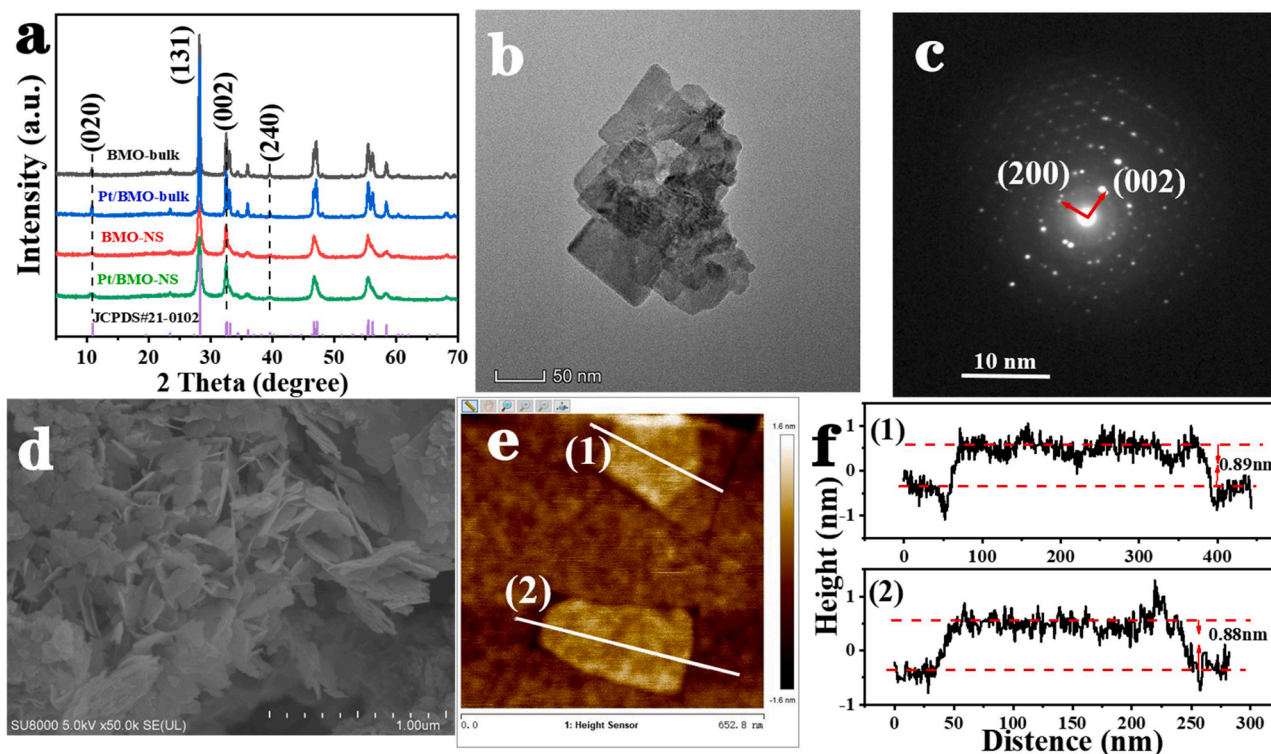 a
Intensity (a.u.)
(020)
(131)
(002)
(240)
BMO-bulk
Pt/BMO-bulk
BMO-NS
Pt/BMO-NS
JCPDS#21-0102
10 20 30 40 50 60 70
2 Theta (degree)
b
50 nm
c
(200)
(002)
10 nm
d
SU8000 5.0kV x50.0k SE(UL)
1.00um
e
(1)
(2)
1.6 nm
-1.6 nm
0.0
1: Height Sensor
652.8 nm
f
Height (nm)
(1)
1
0
-1
0.89nm
0 50 100 150 200 250 300 350 400
(2)
1
0
-1
0.88nm
0 50 100 150 200 250 300
Distence (nm)